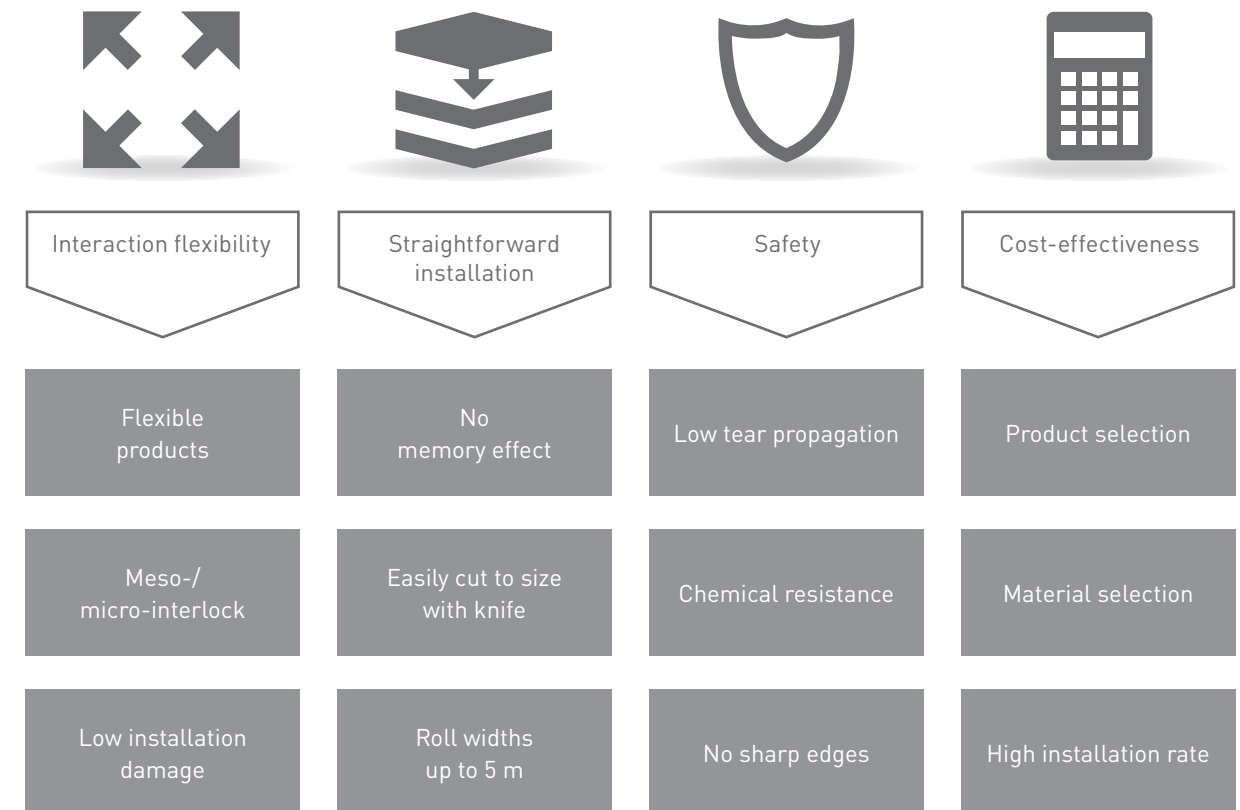 Interaction flexibility
Straightforward
installation
Safety
Cost-effectiveness
Flexible
products
No
memory effect
Low tear propagation
Product selection
Meso-/
micro-interlock
Easily cut to size
with knife
Chemical resistance
Material selection
Low installation
damage
Roll widths
up to 5 m
No sharp edges
High installation rate